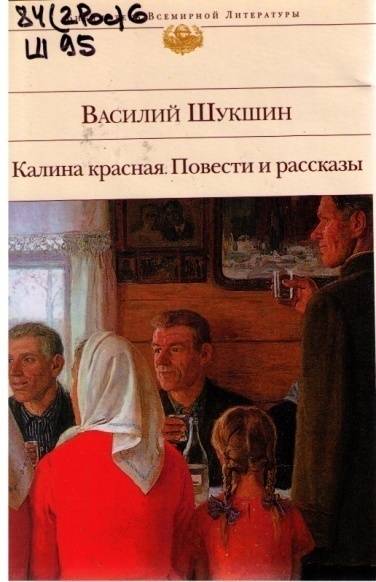 84(2Рос)6
Ш 95
Всемирной Литературы
Василий Шукшин
Калина красная. Повести и рассказы